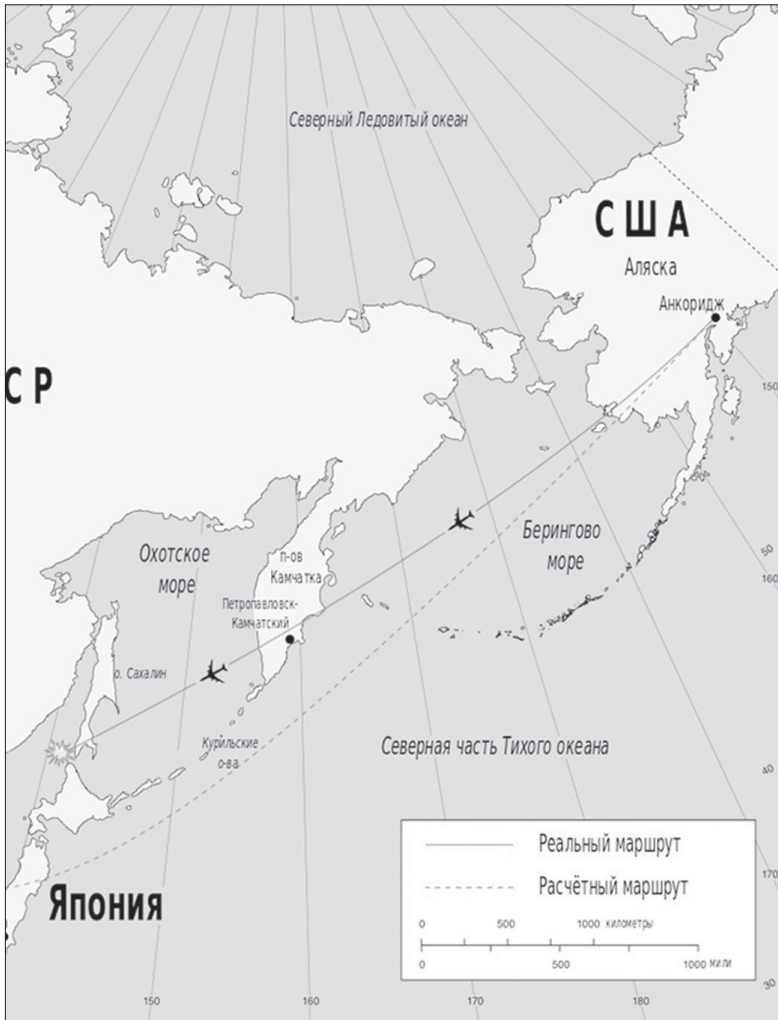 Северный Ледовитый океан
США
Аляска
Анкоридж
СР
150
Охотское
море
п-ов
Камчатка
Берингово
море
50
160
Петропавловск-
Камчатский
о. Сахалин
Курильские
о-ва
Северная часть Тихого океана
40
Реальный маршрут
170
Расчётный маршрут
Япония
0 500 1000 километры
0 500 1000 мили
30
150 160 170 180